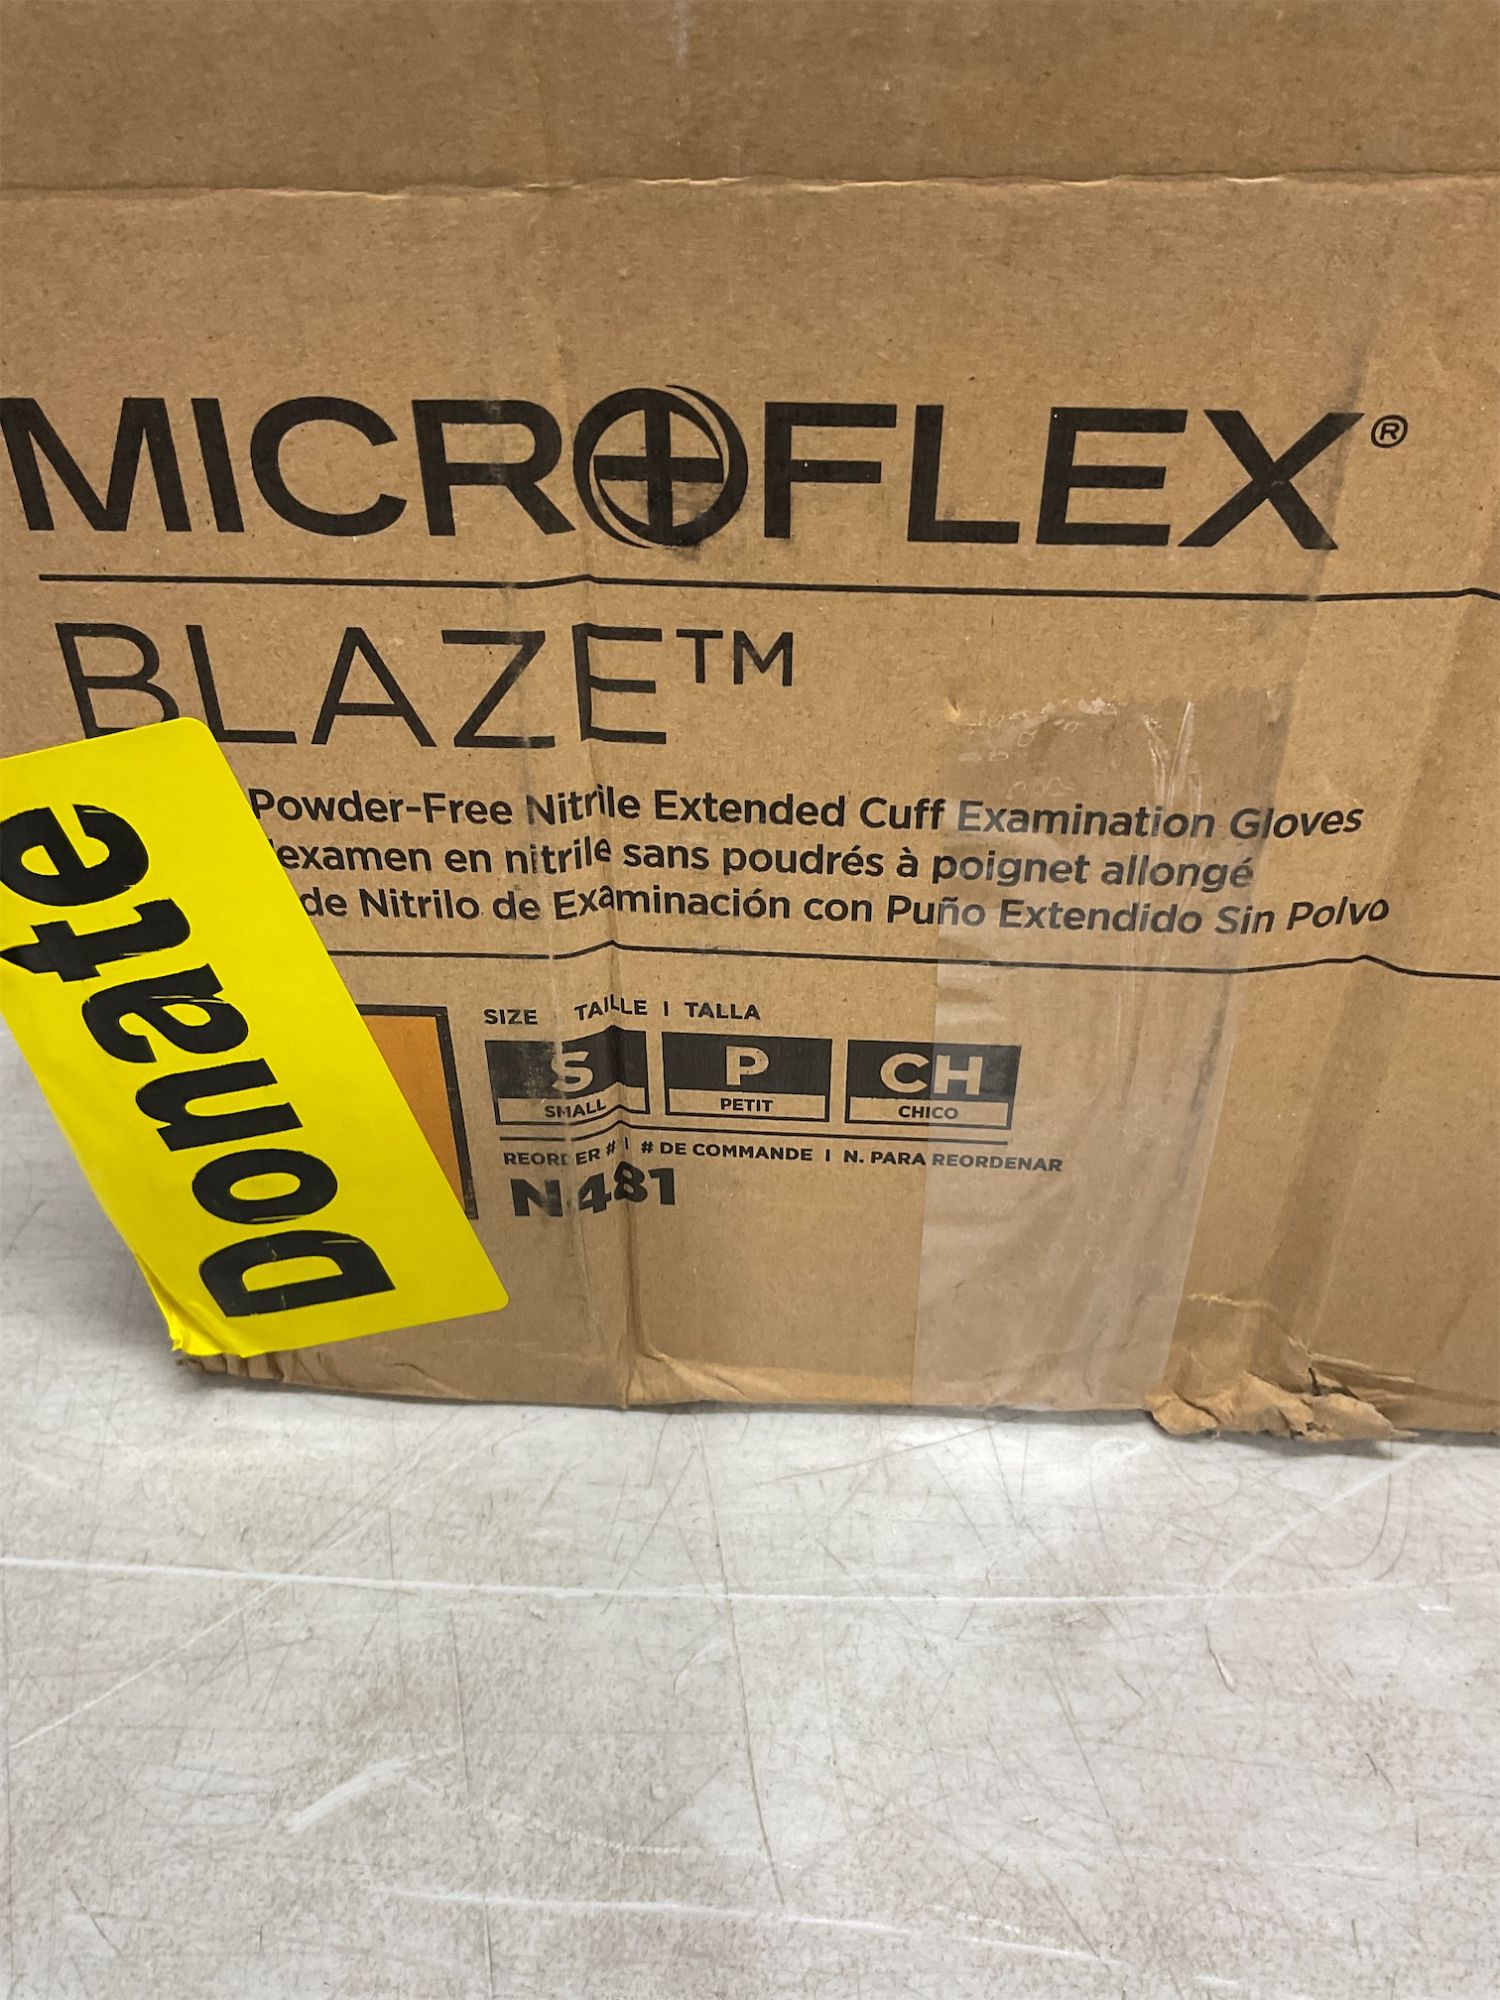 MICROFLEX®
BLAZE™
Powder-Free Nitrile Extended Cuff Examination Gloves
examen en nitrile sans poudrés à poignet allongé
de Nitrilo de Examinación con Puño Extendido Sin Polvo
Donate
SIZE TAILLE | TALLA
S P CH
SMALL PETIT CHICO
REORDER # | # DE COMMANDE | N. PARA REORDENAR
N481